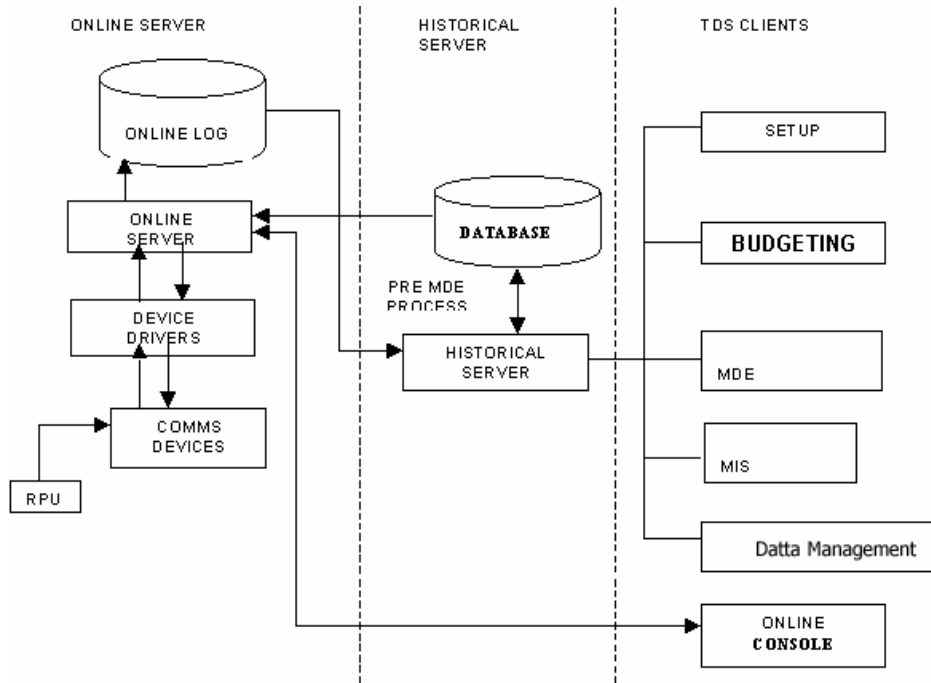 ONLINE SERVER
HISTORICAL
SERVER
TDS CLIENTS
ONLINE LOG
ONLINE
SERVER
DEVICE
DRIVERS
COMMS
DEVICES
RPU
DATABASE
PRE MDE
PROCESS
HISTORICAL
SERVER
SETUP
BUDGETING
MDE
MIS
Datta Management
ONLINE
CONSOLE